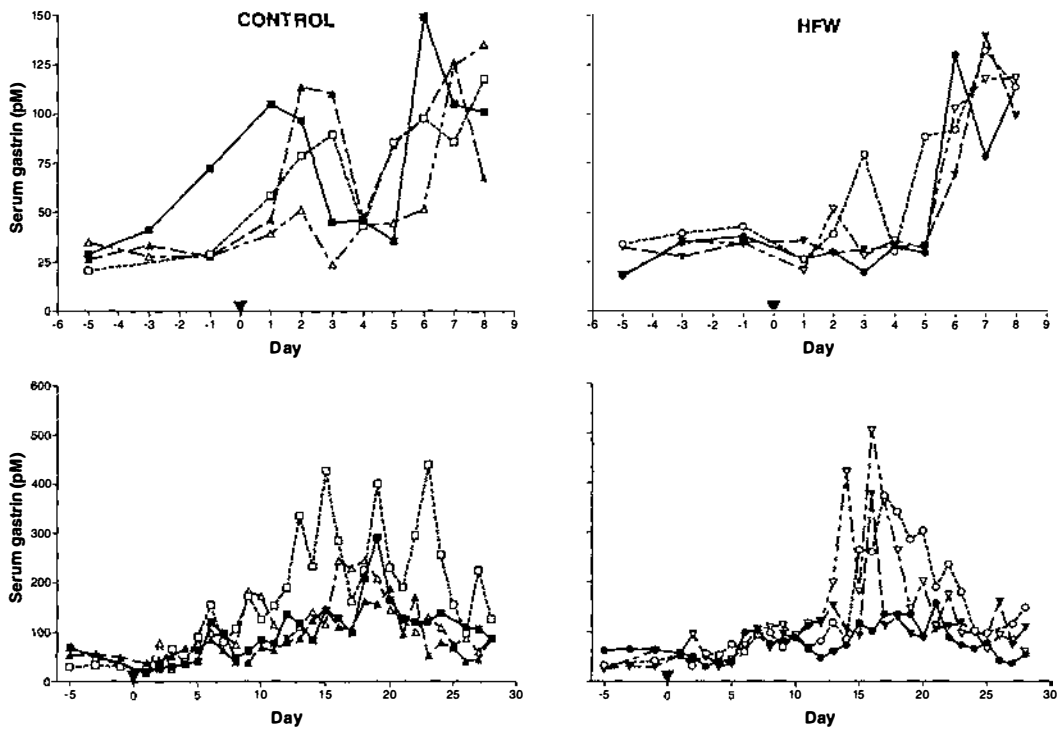 CONTROL
HFW
Serum gastrin (pM)
150
125
100
75
50
25
0
-6 -5 -4 -3 -2 -1 0 1 2 3 4 5 6 7 8 9
Day
-6 -5 -4 -3 -2 -1 0 1 2 3 4 5 6 7 8 9
Day
Serum gastrin (pM)
600
500
400
300
200
100
0
-5 0 5 10 15 20 25 30
Day
-5 0 5 10 15 20 25 30
Day